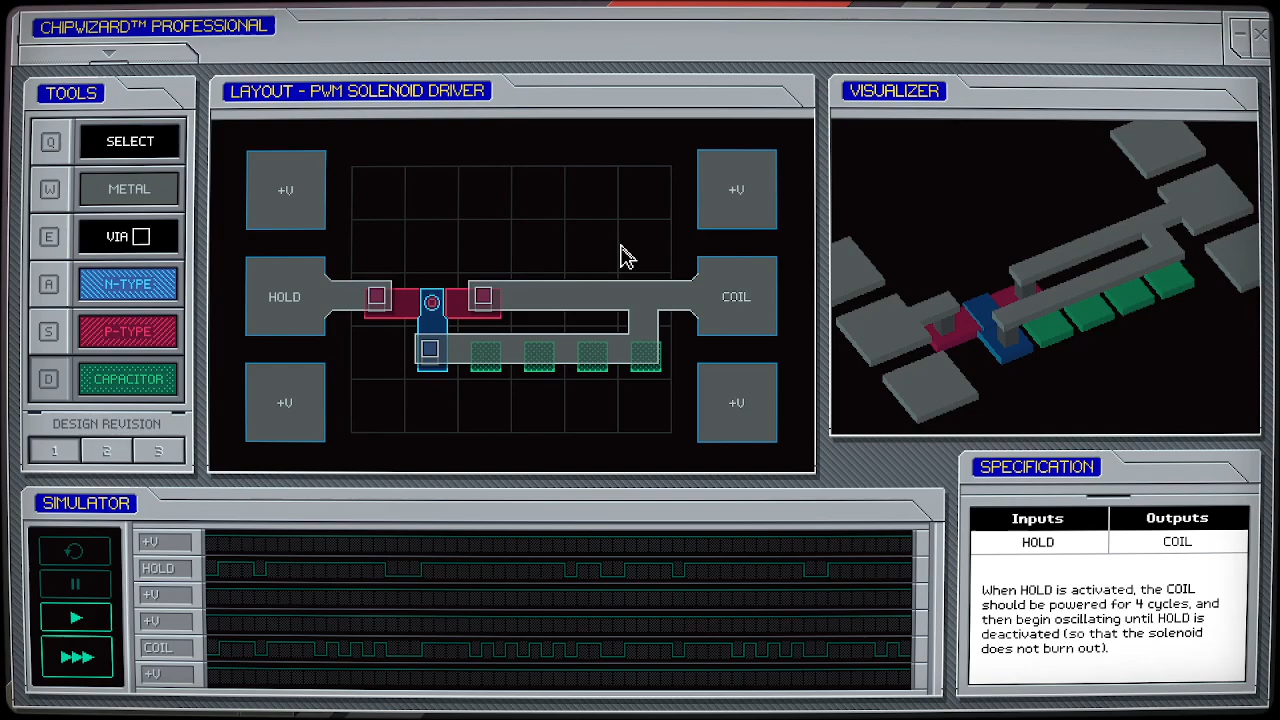 CHIPWIZARD™ PROFESSIONAL
TOOLS
Q SELECT
W METAL
E VIA
A N-TYPE
S P-TYPE
D CAPACITOR
DESIGN REVISION
1 2 3
LAYOUT - PWM SOLENOID DRIVER
+V +V
HOLD COIL
+V +V
VISUALIZER
SIMULATOR
+V
HOLD
+V
+V
COIL
+V
SPECIFICATION
Inputs Outputs
HOLD COIL
When HOLD is activated, the COIL
should be powered for 4 cycles, and
then begin oscillating until HOLD is
deactivated (so that the solenoid
does not burn out).